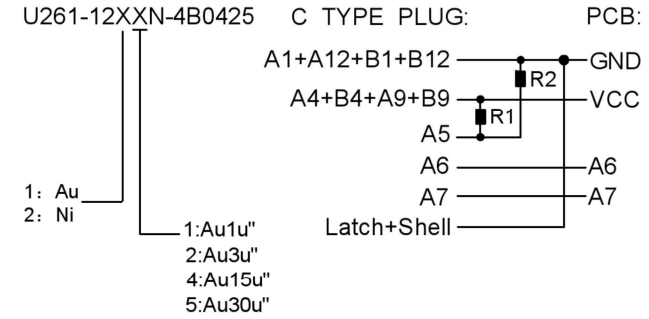 U261-12XXN-4B0425
1: Au
2: Ni
1:Au1u"
2:Au3u"
4:Au15u"
5:Au30u"
C TYPE PLUG: PCB:
A1+A12+B1+B12 GND
R2
A4+B4+A9+B9 VCC
R1
A5
A6 A6
A7 A7
Latch+Shell